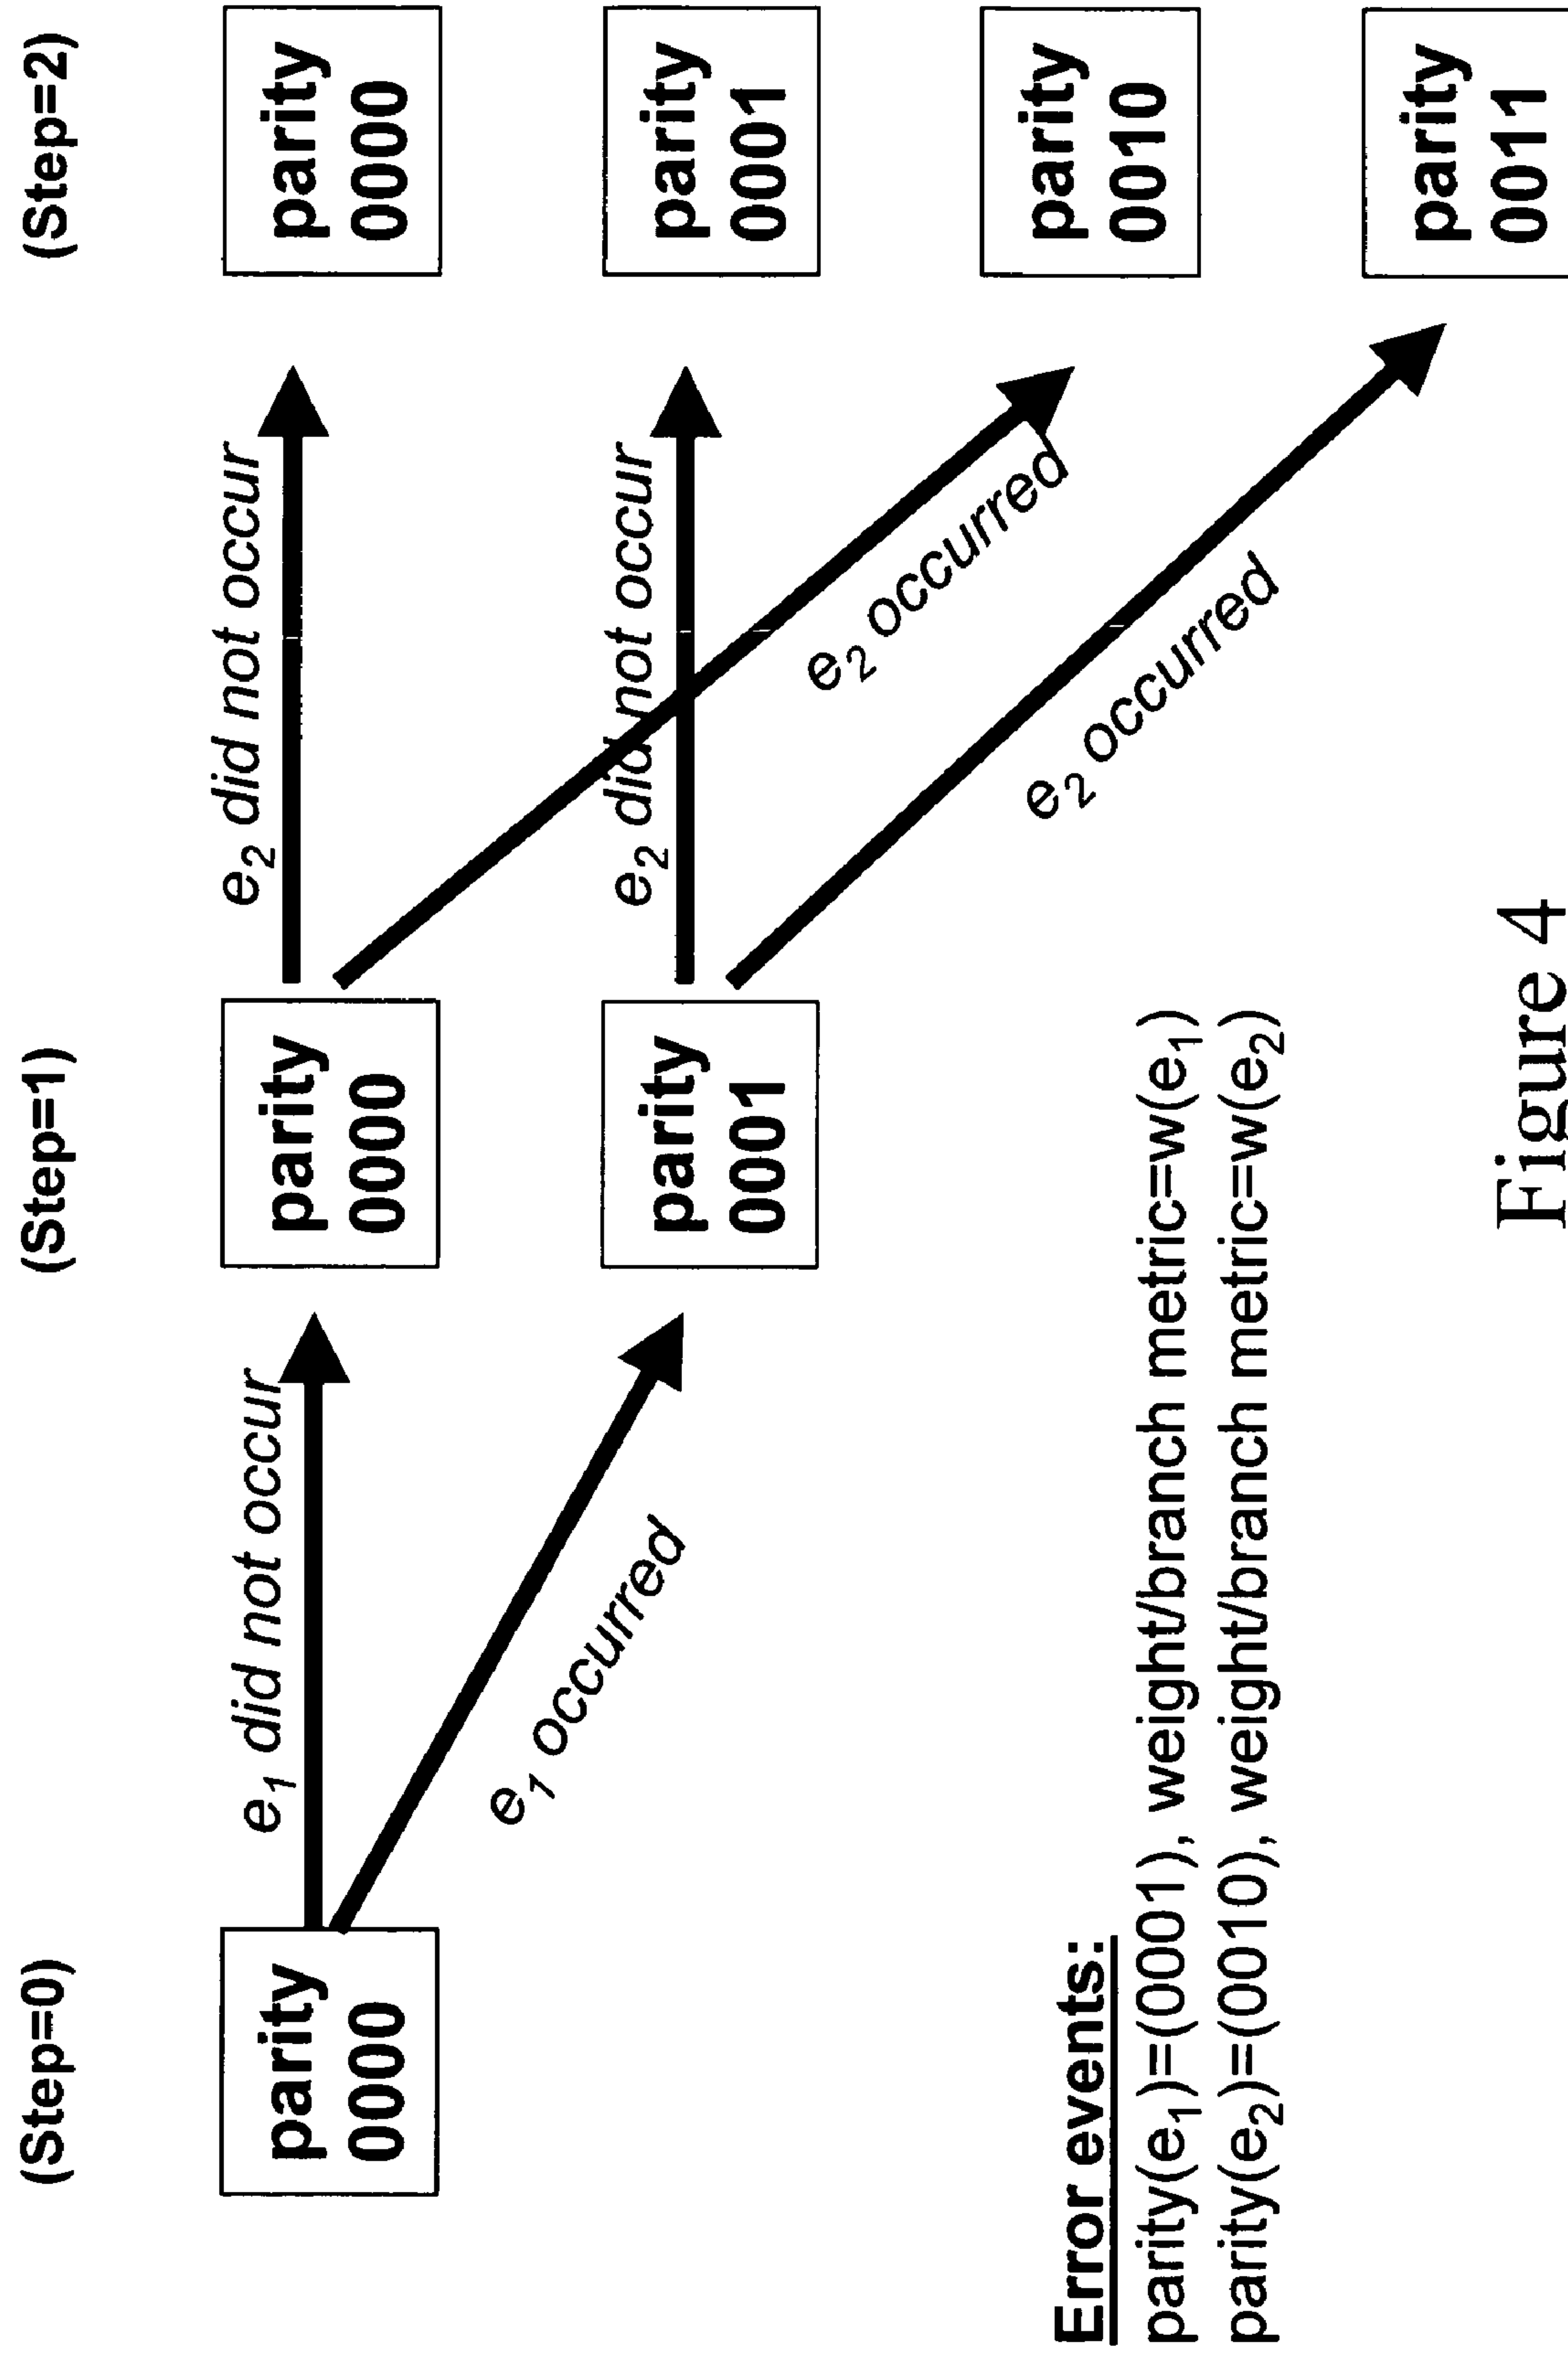 (Step=0)
(Step=1)
(Step=2)
parity
0000
e₁ did not occur
e₁ occurred
parity
0000
parity
0001
e₂ did not occur
e₂ did not occur
e₂ occurred
e₂ occurred
parity
0000
parity
0001
parity
0010
parity
0011
Error events:
parity(e₁)=(0001), weight/branch metric=w(e₁)
parity(e₂)=(0010), weight/branch metric=w(e₂)
Figure 4